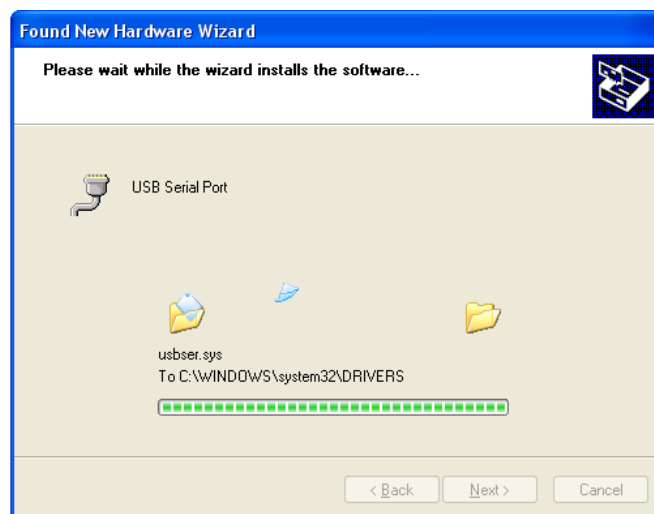 Found New Hardware Wizard
Please wait while the wizard installs the software...
USB Serial Port
usbser.sys
To C:\WINDOWS\system32\DRIVERS
< Back Next > Cancel